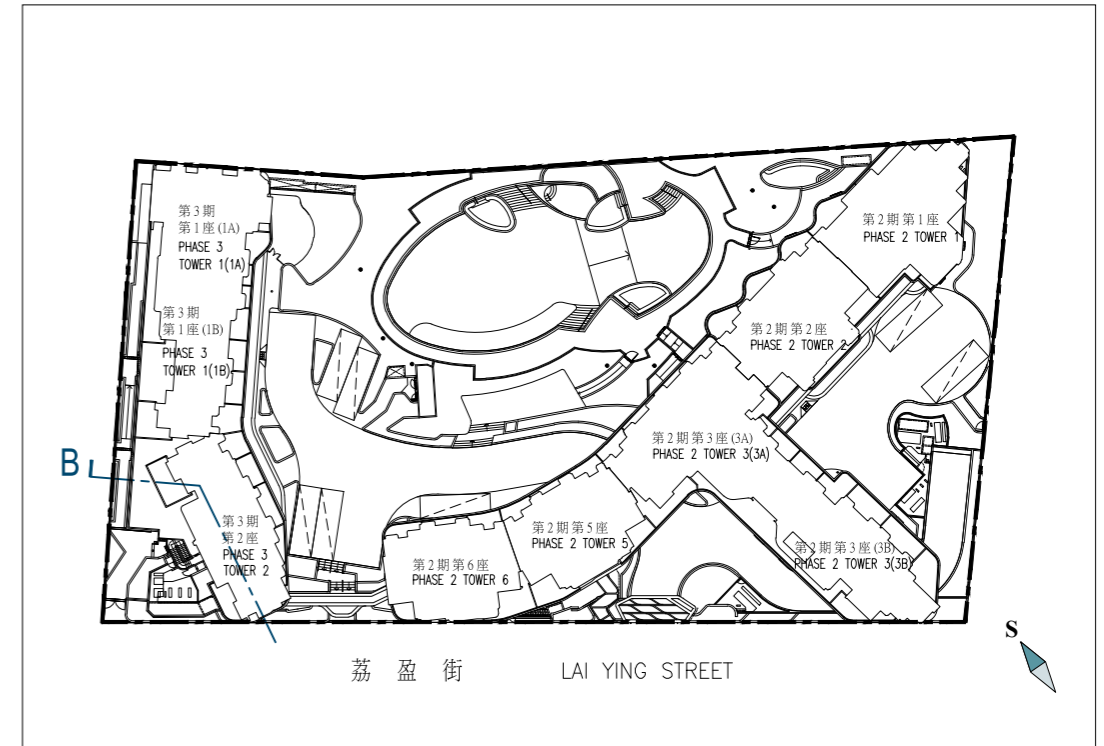 第3期
第1座(1A)
PHASE 3
TOWER 1(1A)
第3期
第1座(1B)
PHASE 3
TOWER 1(1B)
B
第3期
第2座
PHASE 3
TOWER 2
第2期第1座
PHASE 2 TOWER 1
第2期第2座
PHASE 2 TOWER 2
第2期第3座(3A)
PHASE 2 TOWER 3(3A)
第2期第5座
PHASE 2 TOWER 5
第2期第6座
PHASE 2 TOWER 6
第2期第3座(3B)
PHASE 2 TOWER 3(3B)
荔盈街 LAI YING STREET
S